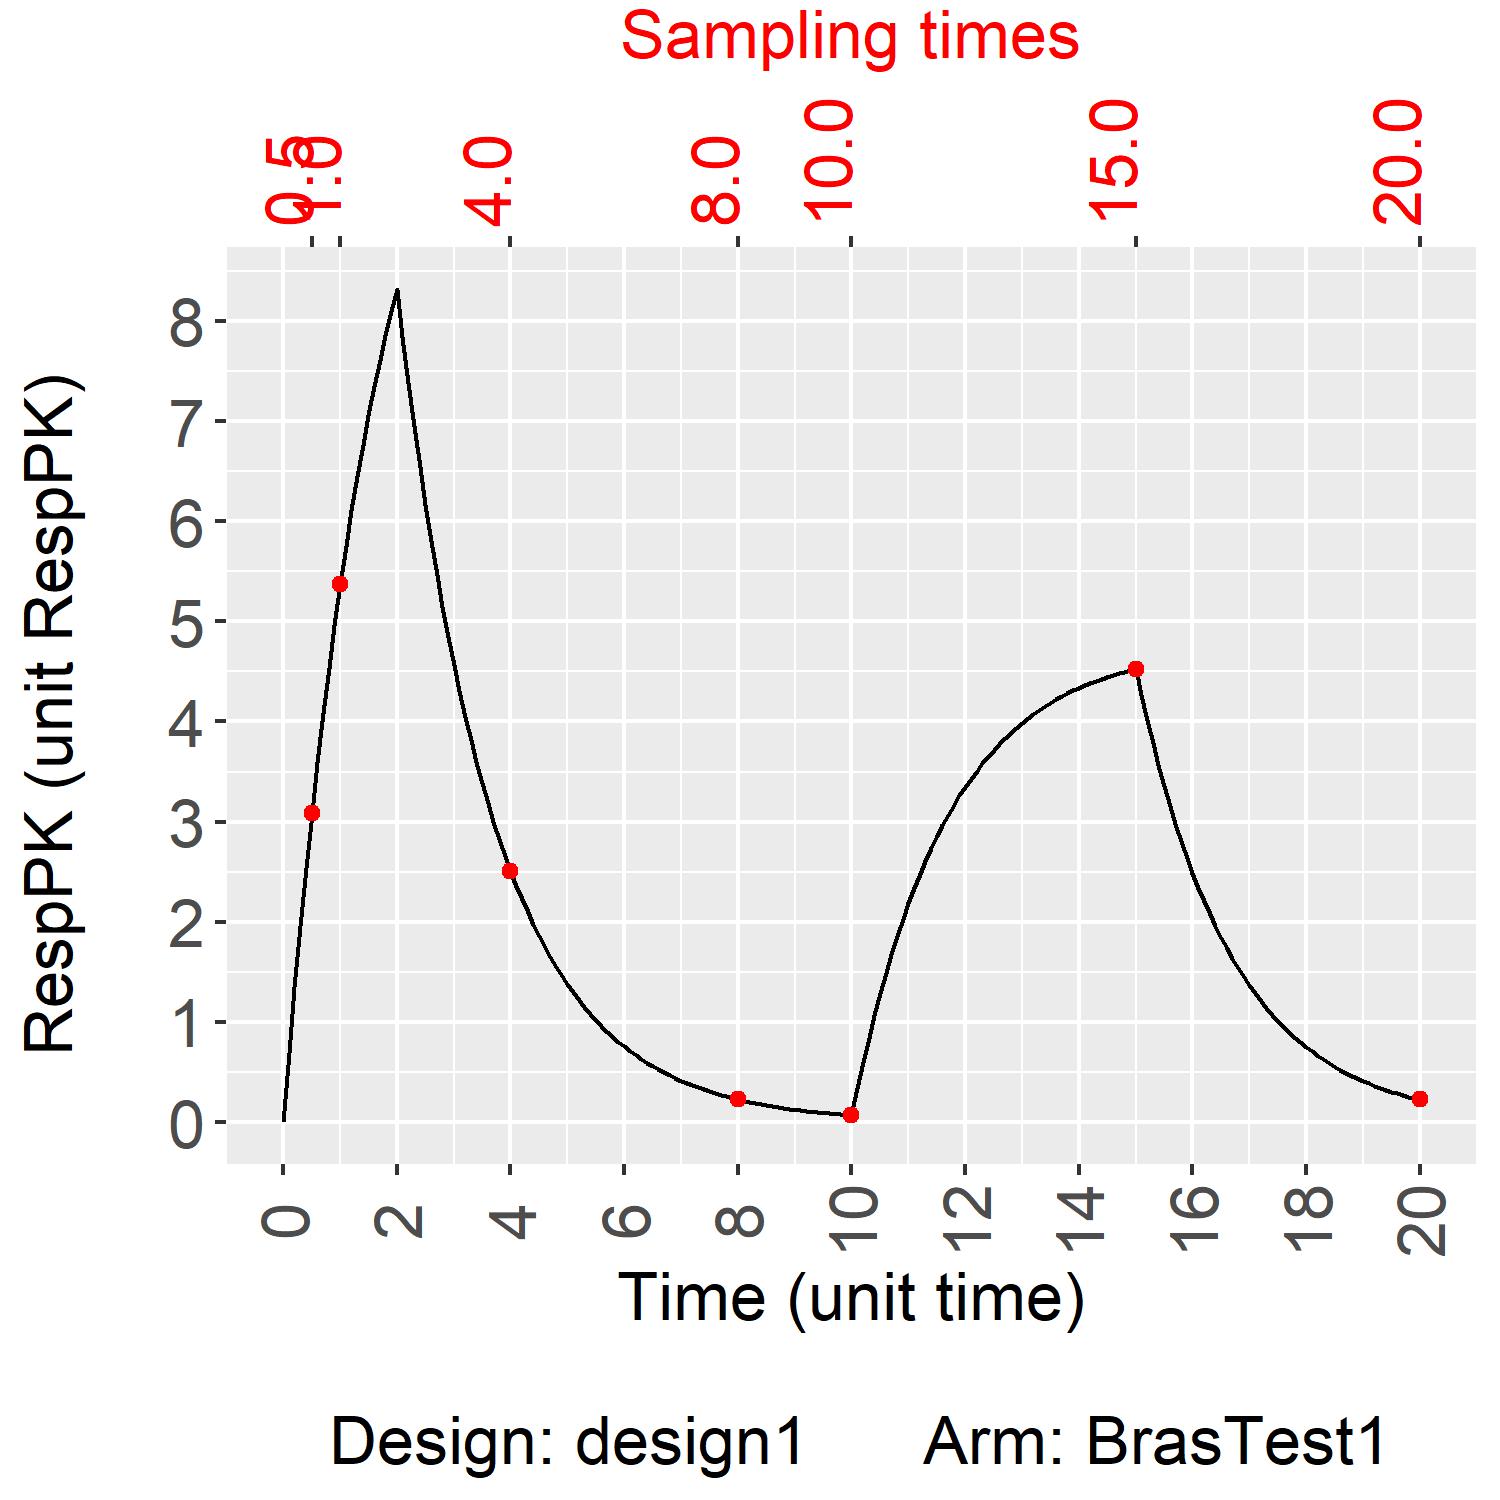 Sampling times
0.5 1.0 4.0 8.0 10.0 15.0 20.0
RespPK (unit RespPK)
8
7
6
5
4
3
2
1
0
0 2 4 6 8 10 12 14 16 18 20
Time (unit time)
Design: design1 Arm: BrasTest1